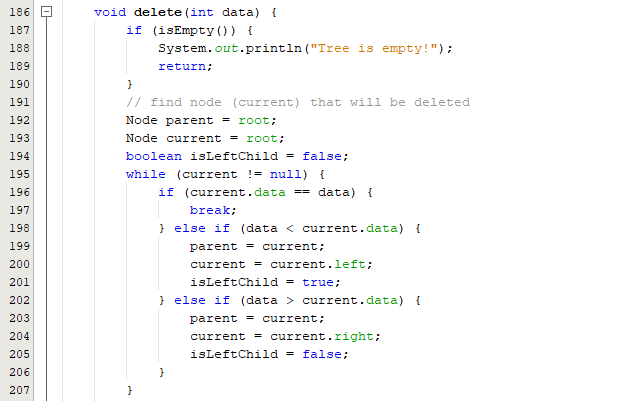 186 void delete(int data) {
187 if (isEmpty()) {
188 System.out.println("Tree is empty!");
189 return;
190 }
191 // find node (current) that will be deleted
192 Node parent = root;
193 Node current = root;
194 boolean isLeftChild = false;
195 while (current != null) {
196 if (current.data == data) {
197 break;
198 } else if (data < current.data) {
199 parent = current;
200 current = current.left;
201 isLeftChild = true;
202 } else if (data > current.data) {
203 parent = current;
204 current = current.right;
205 isLeftChild = false;
206 }
207 }